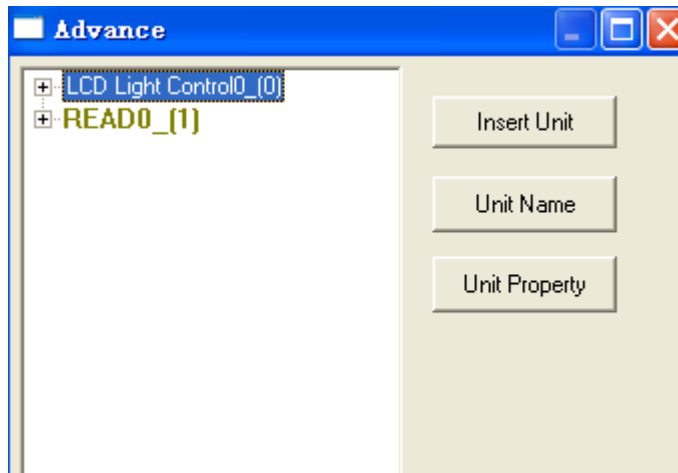 Advance
LCD Light Control0_(0)
READ0_(1)
Insert Unit
Unit Name
Unit Property